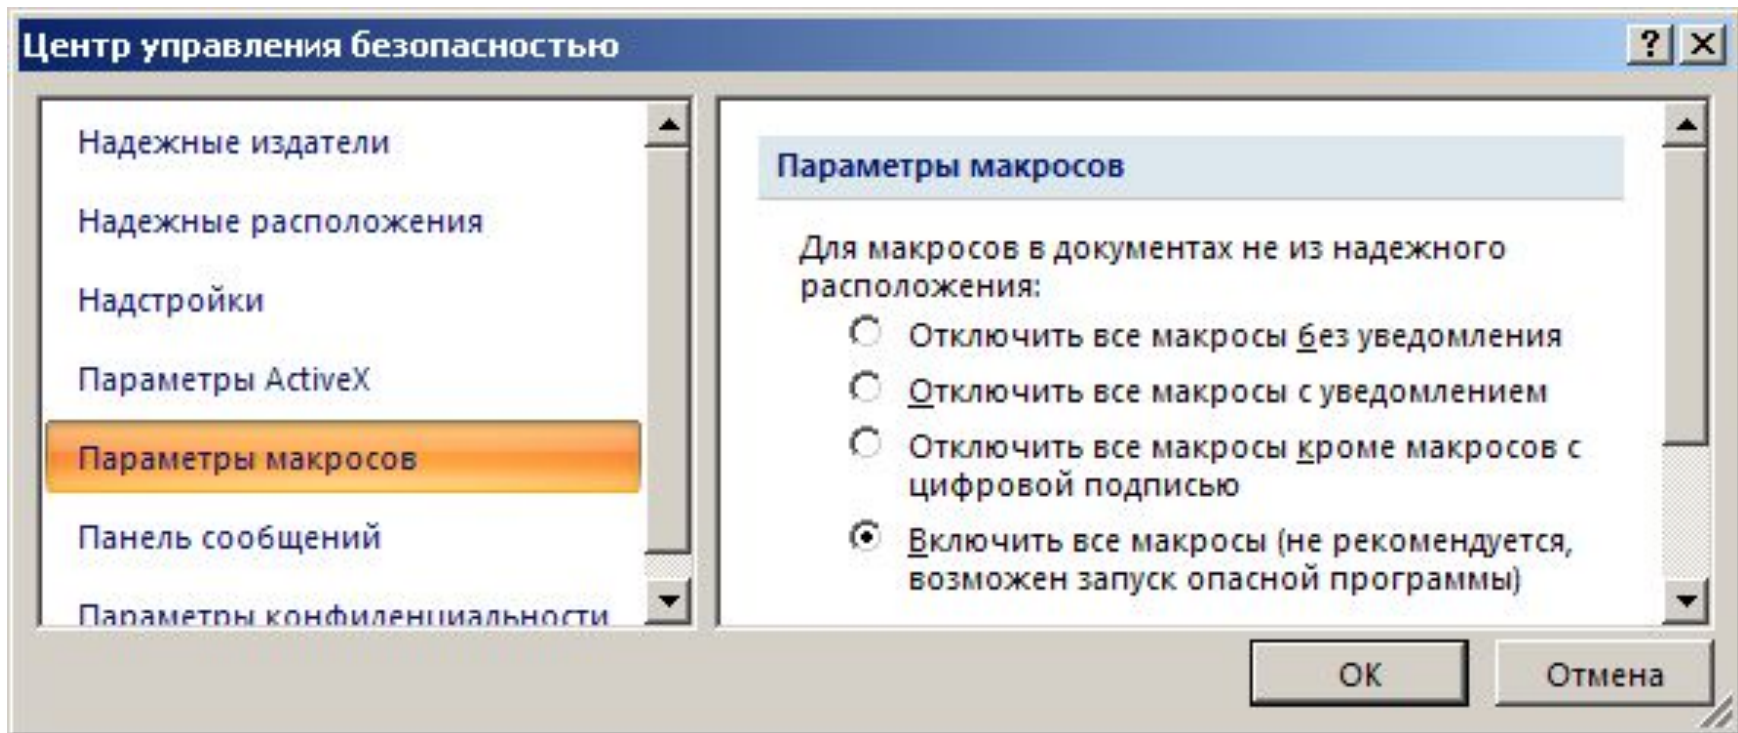 Центр управления безопасностью
Надежные издатели
Надежные расположения
Надстройки
Параметры ActiveX
Параметры макросов
Панель сообщений
Параметры конфиденциальности
Параметры макросов
Для макросов в документах не из надежного
расположения:
Отключить все макросы без уведомления
Отключить все макросы с уведомлением
Отключить все макросы кроме макросов с
цифровой подписью
Включить все макросы (не рекомендуется,
возможен запуск опасной программы)
ОК
Отмена